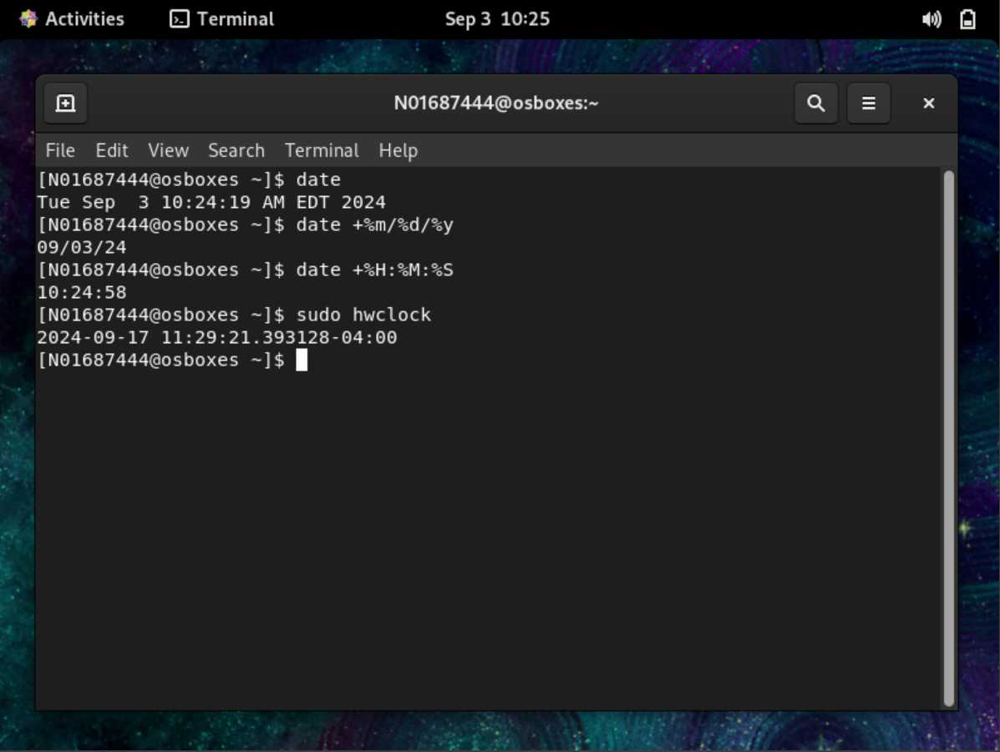 Activities Terminal Sep 3 10:25
N01687444@osboxes:~
File Edit View Search Terminal Help
[N01687444@osboxes ~]$ date
Tue Sep  3 10:24:19 AM EDT 2024
[N01687444@osboxes ~]$ date +%m/%d/%y
09/03/24
[N01687444@osboxes ~]$ date +%H:%M:%S
10:24:58
[N01687444@osboxes ~]$ sudo hwclock
2024-09-17 11:29:21.393128-04:00
[N01687444@osboxes ~]$